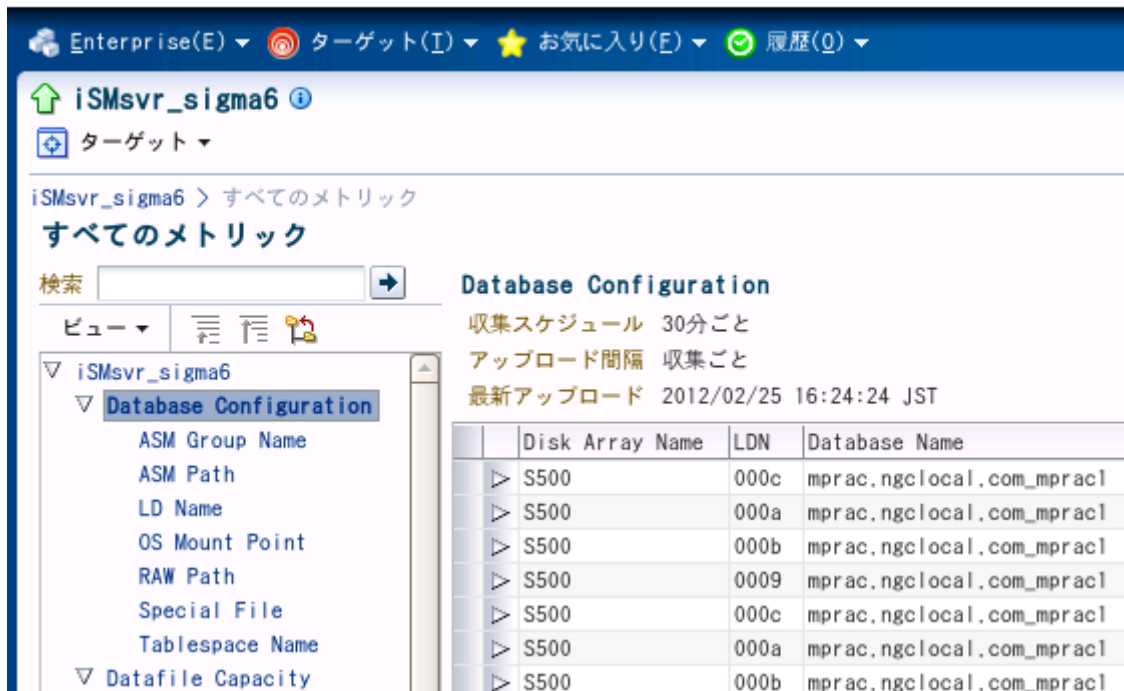 Enterprise(E) ターゲット(T) お気に入り(F) 履歴(O)
iSMsvr_sigma6
ターゲット
iSMsvr_sigma6 > すべてのメトリック
すべてのメトリック
検索
ビュー
iSMsvr_sigma6
Database Configuration
ASM Group Name
ASM Path
LD Name
OS Mount Point
RAW Path
Special File
Tablespace Name
Datafile Capacity
Database Configuration
収集スケジュール 30分ごと
アップロード間隔 収集ごと
最新アップロード 2012/02/25 16:24:24 JST
Disk Array Name LDN Database Name
S500 000c mprac.ngclocal.com_mprac1
S500 000a mprac.ngclocal.com_mprac1
S500 000b mprac.ngclocal.com_mprac1
S500 0009 mprac.ngclocal.com_mprac1
S500 000c mprac.ngclocal.com_mprac1
S500 000a mprac.ngclocal.com_mprac1
S500 000b mprac.ngclocal.com_mprac1